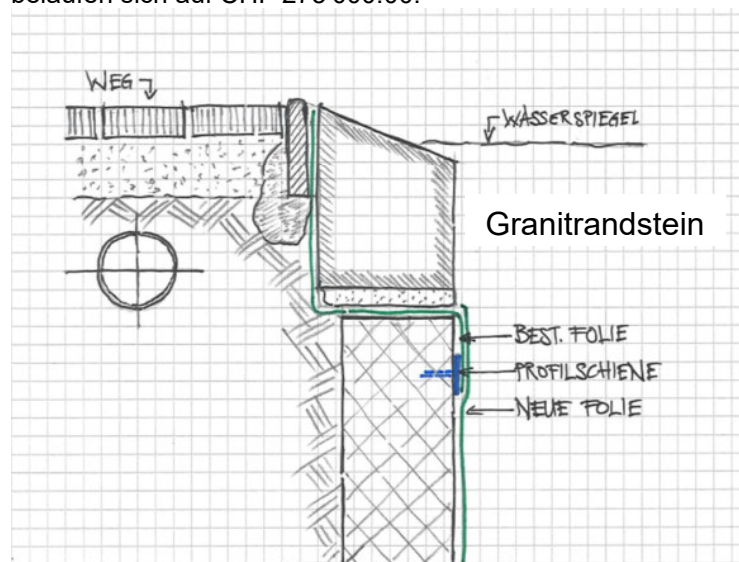 belaufen sich auf CHF 275'000.00.
WEG
WASSERSPIEGEL
Granitrandstein
BEST. FOLIE
PROFILSCHIENE
NEUE FOLIE